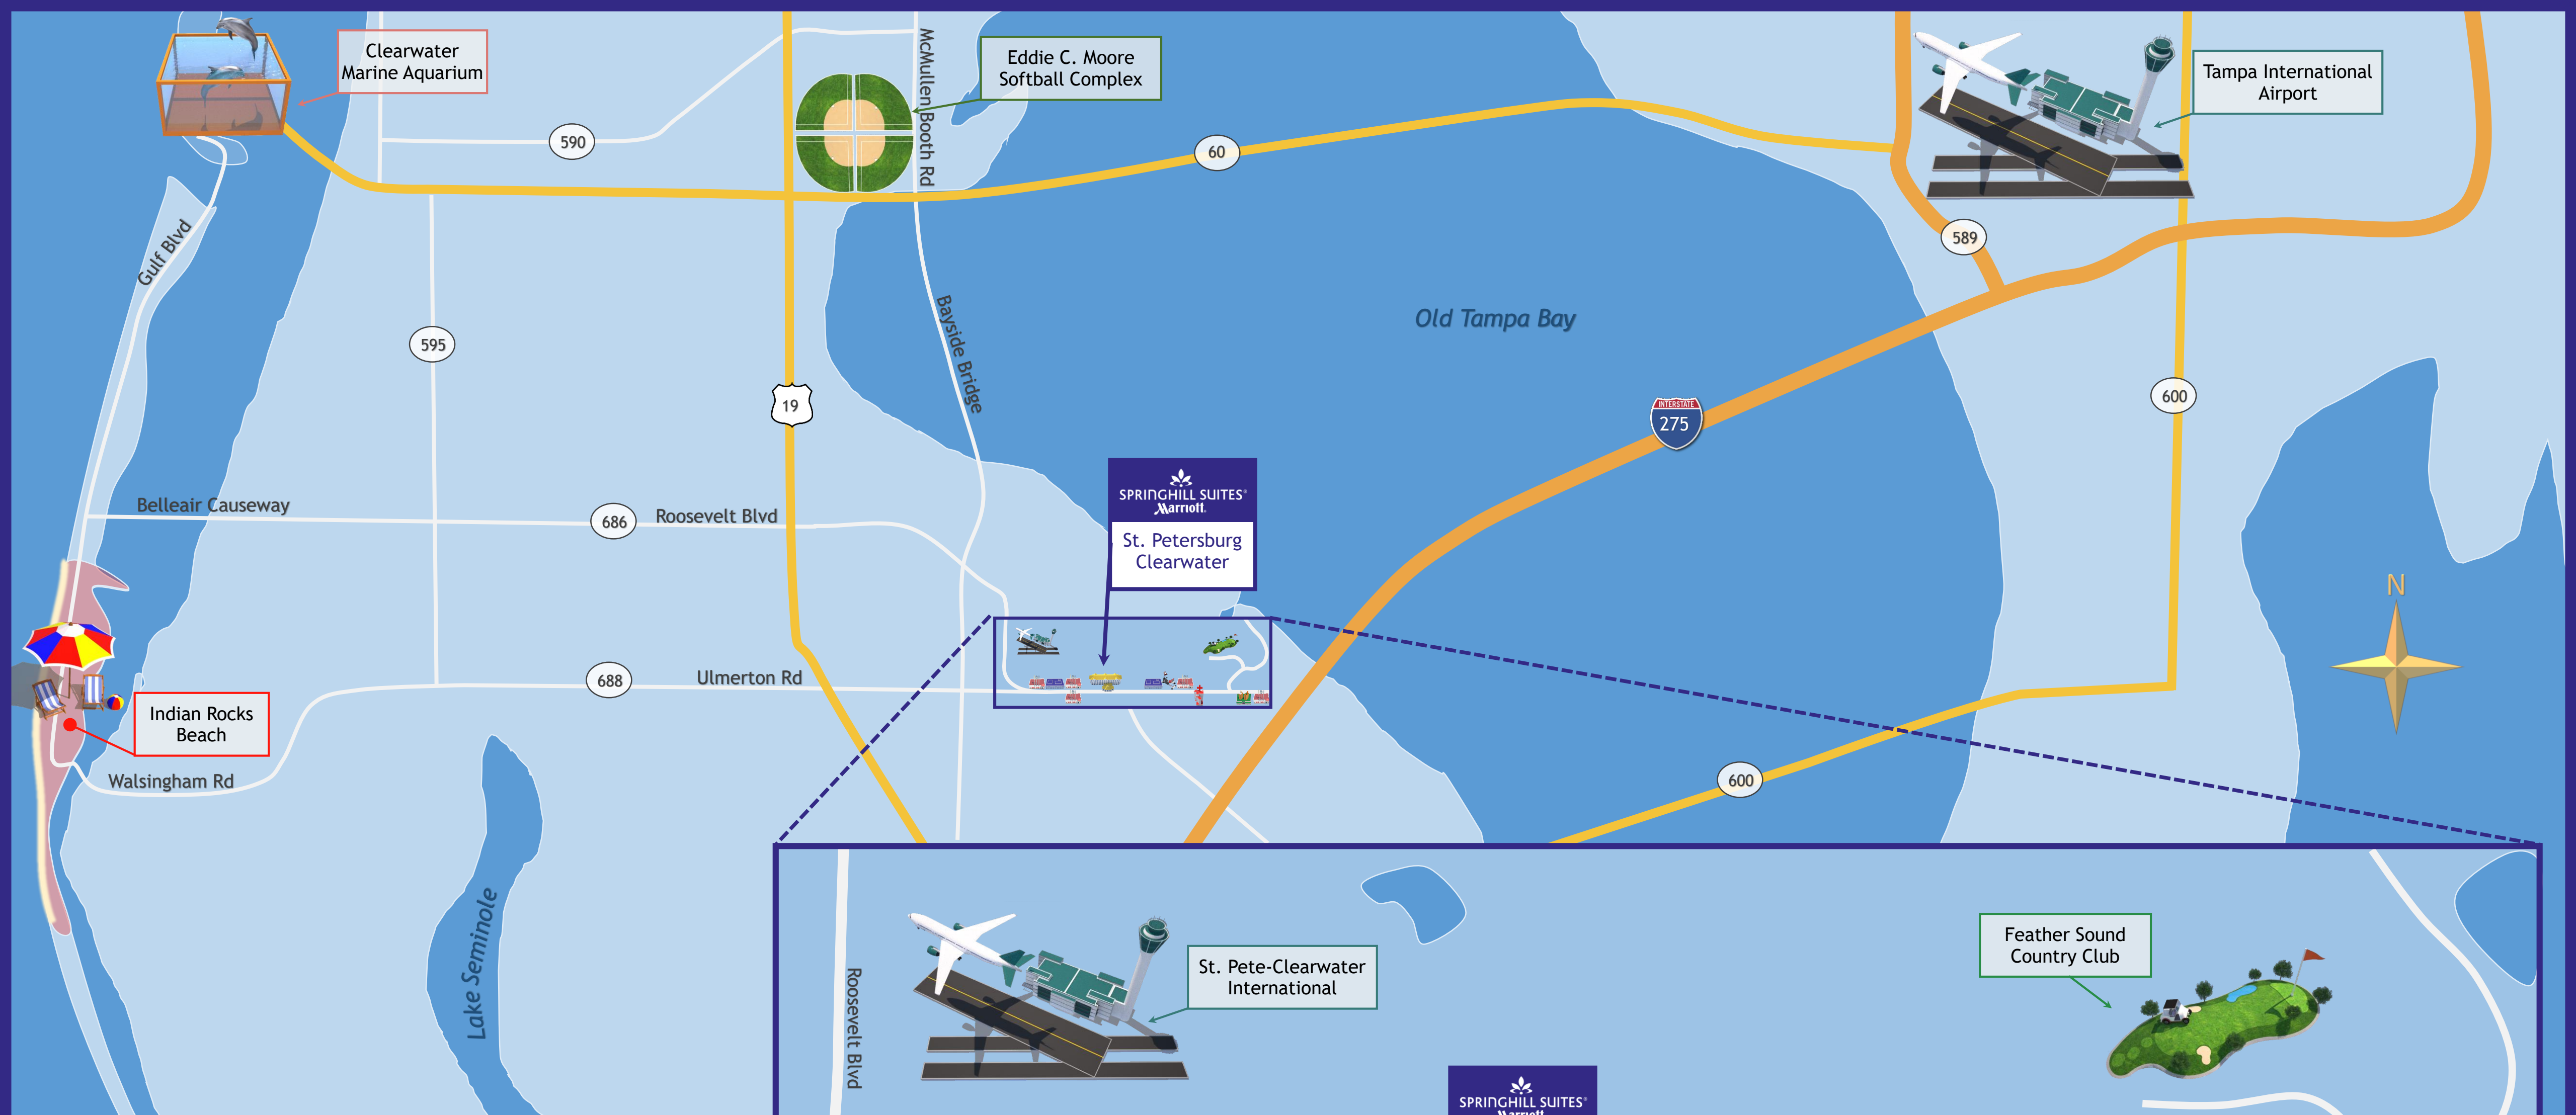 Clearwater
Marine Aquarium
McMullen Booth Rd
Eddie C. Moore
Softball Complex
Tampa International
Airport
590
60
589
Gulf Blvd
595
Bayside Bridge
Old Tampa Bay
19
INTERSTATE
275
600
SPRINGHILL SUITES®
Marriott®
St. Petersburg
Clearwater
Belleair Causeway
686
Roosevelt Blvd
N
688
Ulmerton Rd
Indian Rocks
Beach
Walsingham Rd
600
Lake Seminole
Roosevelt Blvd
St. Pete-Clearwater
International
Feather Sound
Country Club
SPRINGHILL SUITES®
Marriott